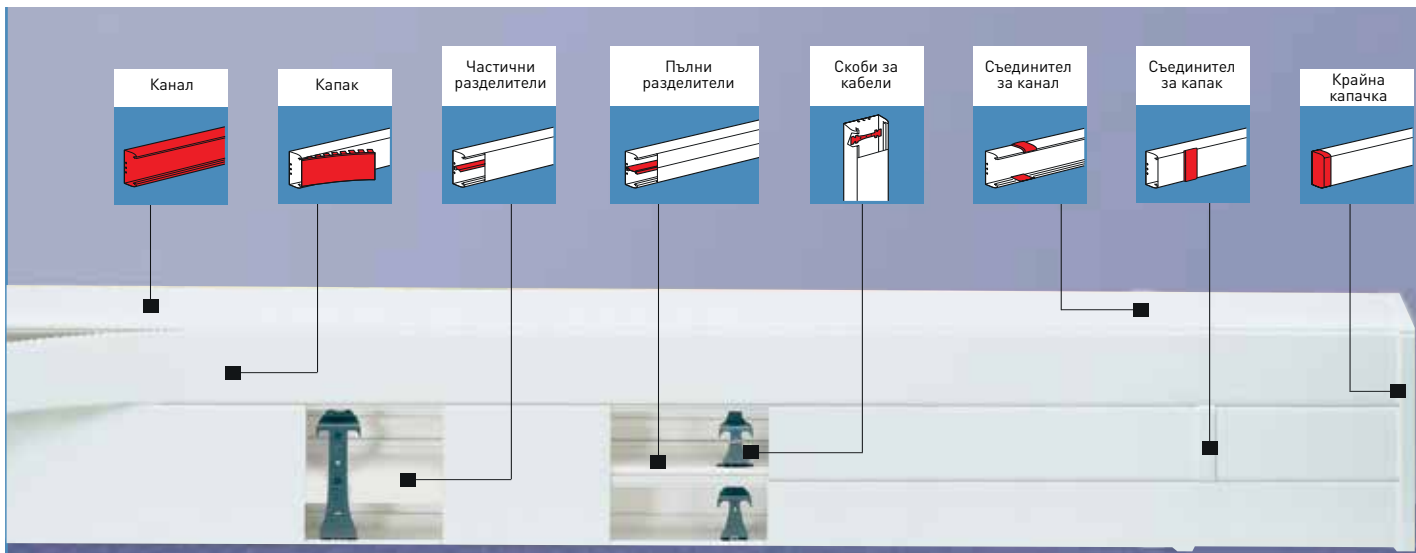 Канал
Капак
Частични
разделители
Пълни
разделители
Скоби за
кабели
Съединител
за канал
Съединител
за капак
Крайна
капачка